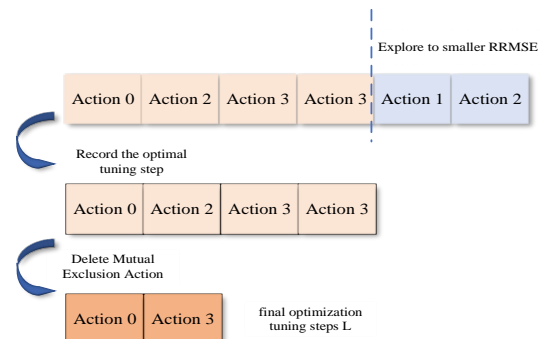 Explore to smaller RRMSE
Action 0 Action 2 Action 3 Action 3 Action 1 Action 2
Record the optimal
tuning step
Action 0 Action 2 Action 3 Action 3
Delete Mutual
Exclusion Action
Action 0 Action 3
final optimization
tuning steps L